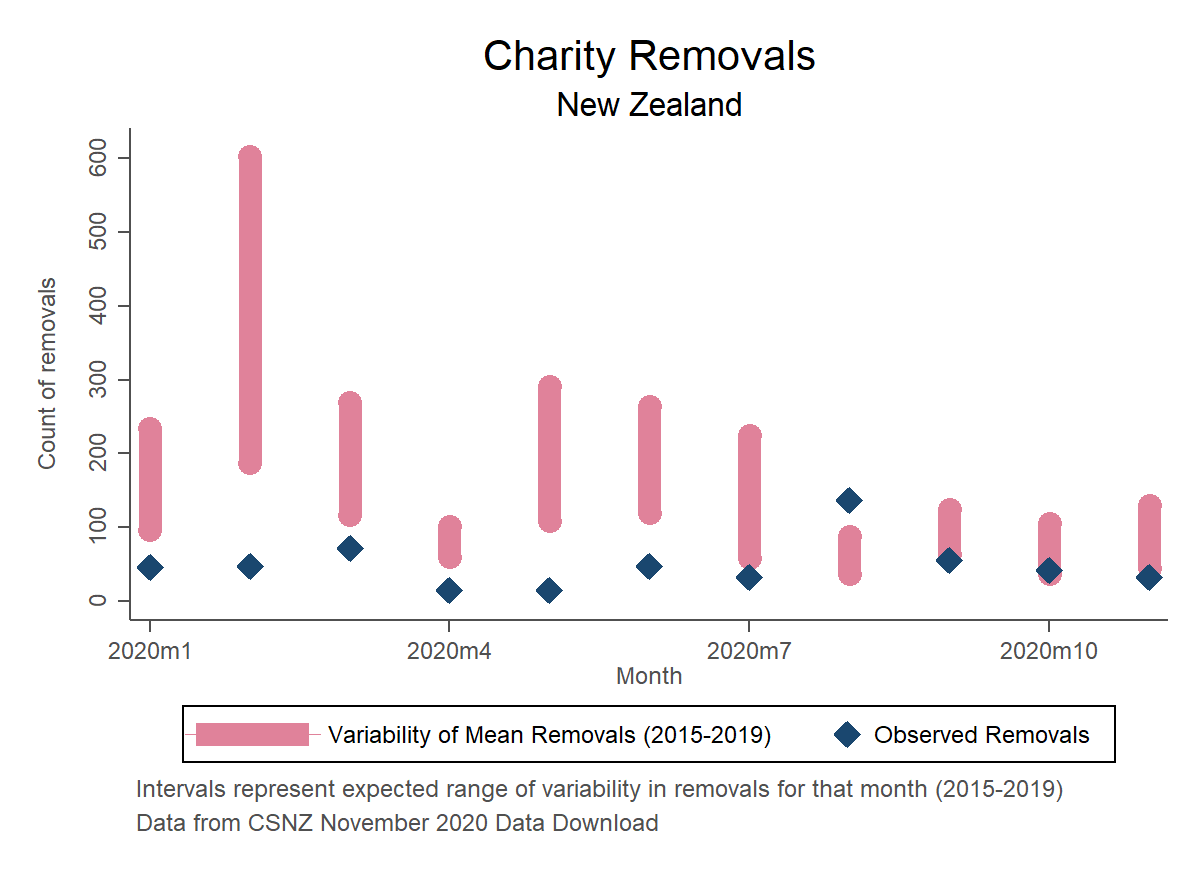 Charity Removals
New Zealand
Count of removals
600
500
400
300
200
100
0
2020m1 2020m4 2020m7 2020m10
Month
Variability of Mean Removals (2015-2019) Observed Removals
Intervals represent expected range of variability in removals for that month (2015-2019)
Data from CSNZ November 2020 Data Download